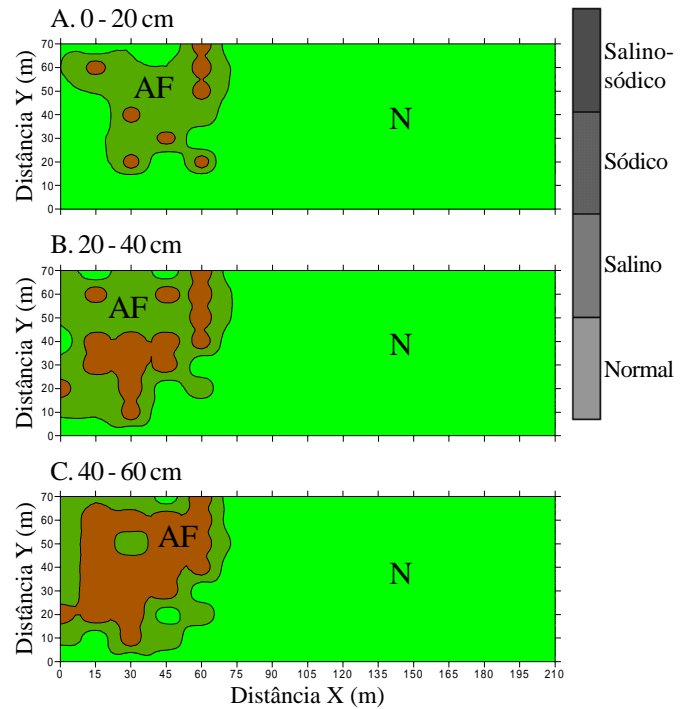 A. 0 - 20 cm
Distância Y (m)
70
60
50
40
30
20
10
0
AF
N
Salino-
sódico
Sódico
Salino
Normal
B. 20 - 40 cm
Distância Y (m)
70
60
50
40
30
20
10
0
AF
N
C. 40 - 60 cm
Distância Y (m)
70
60
50
40
30
20
10
0
AF
N
0 15 30 45 60 75 90 105 120 135 150 165 180 195 210
Distância X (m)